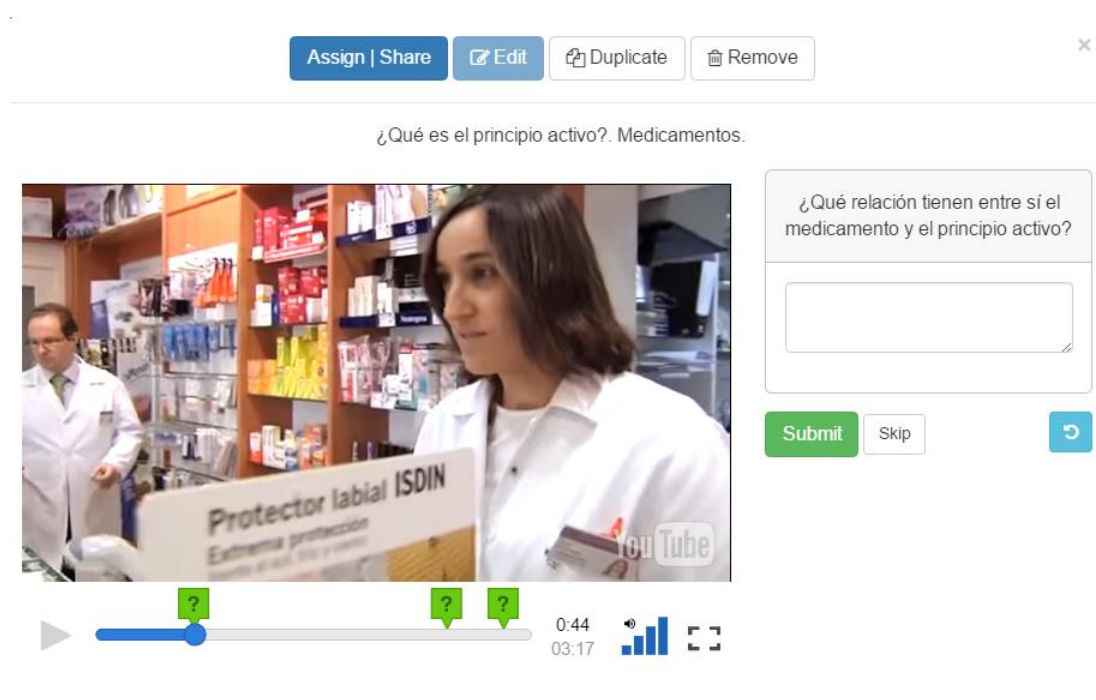 Assign | Share
Edit
Duplicate
Remove
×
¿Qué es el principio activo?. Medicamentos.
Protector labial ISDIN
Extrema protección
YouTube
¿Qué relación tienen entre sí el
medicamento y el principio activo?
Submit
Skip
?
?
?
0:44
03:17